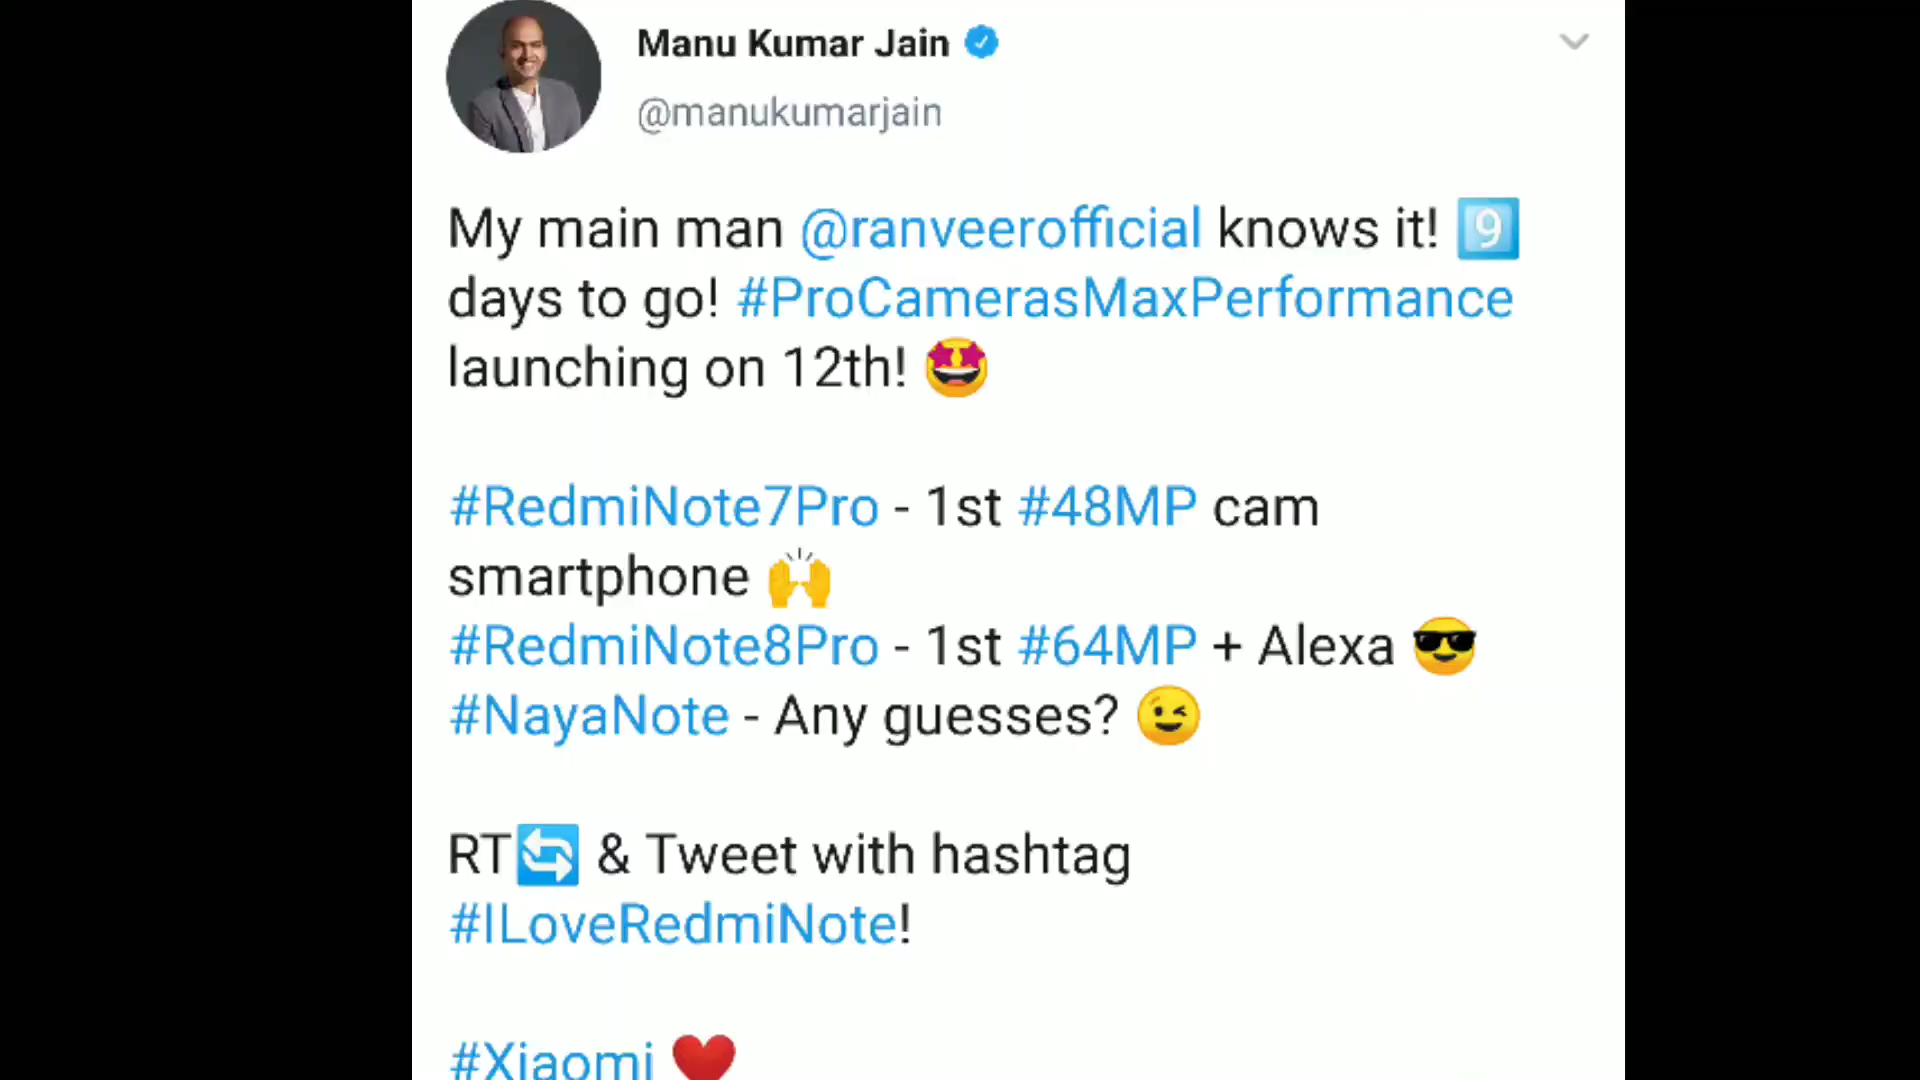 Manu Kumar Jain
@manukumarjain
My main man @ranveerofficial knows it! 9️⃣
days to go! #ProCamerasMaxPerformance
launching on 12th! 🤩
#RedmiNote7Pro - 1st #48MP cam
smartphone 🙌
#RedmiNote8Pro - 1st #64MP + Alexa 😎
#NayaNote - Any guesses? 😉
RT🔄 & Tweet with hashtag
#ILoveRedmiNote!
#Xiaomi ❤️